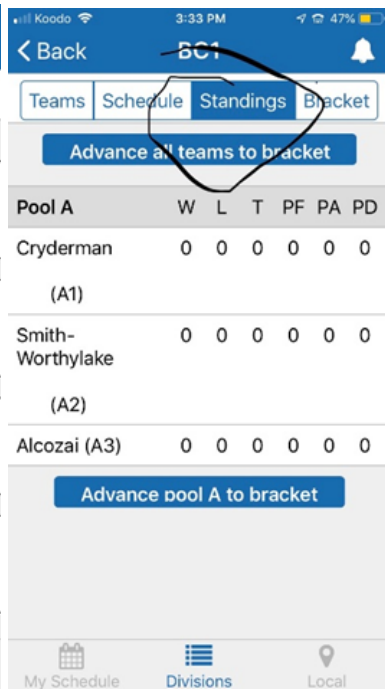 Koodo 3:33 PM 47%
Back BC1
Teams Schedule Standings Bracket
Advance all teams to bracket
Pool A W L T PF PA PD
Cryderman 0 0 0 0 0 0
(A1)
Smith- 0 0 0 0 0 0
Worthylake
(A2)
Alcozai (A3) 0 0 0 0 0 0
Advance pool A to bracket
My Schedule Divisions Local